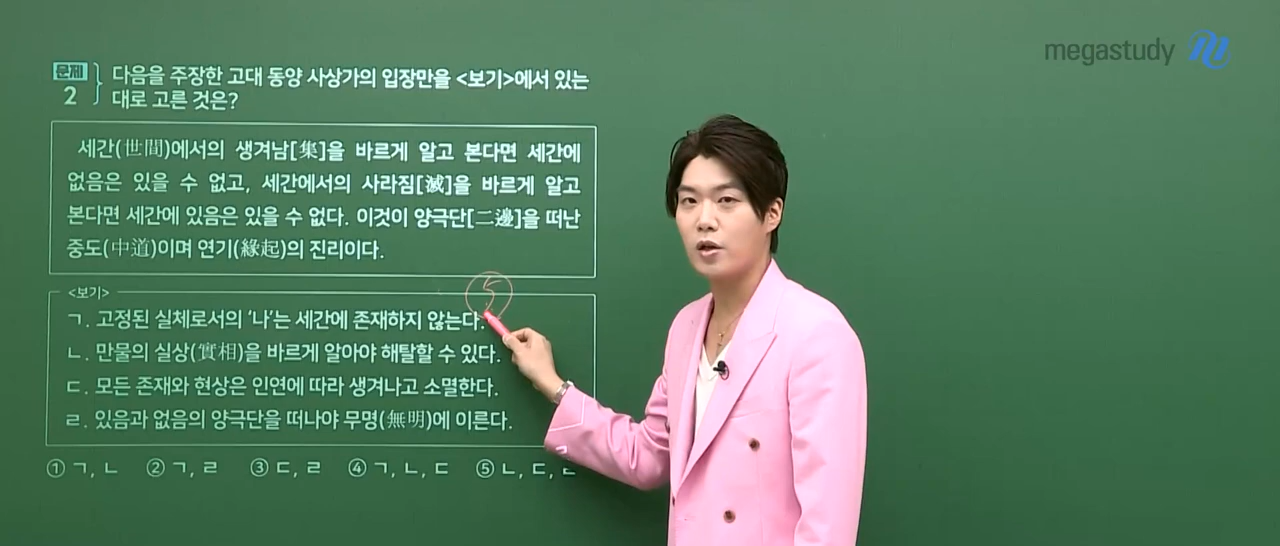 megastudy
문제
2
다음을 주장한 고대 동양 사상가의 입장만을 <보기>에서 있는
대로 고른 것은?
세간(世間)에서의 생겨남[集]을 바르게 알고 본다면 세간에
없음은 있을 수 없고, 세간에서의 사라짐[滅]을 바르게 알고
본다면 세간에 있음은 있을 수 없다. 이것이 양극단[二邊]을 떠난
중도(中道)이며 연기(緣起)의 진리이다.
<보기>
ㄱ. 고정된 실체로서의 '나'는 세간에 존재하지 않는다.
ㄴ. 만물의 실상(實相)을 바르게 알아야 해탈할 수 있다.
ㄷ. 모든 존재와 현상은 인연에 따라 생겨나고 소멸한다.
ㄹ. 있음과 없음의 양극단을 떠나야 무명(無明)에 이른다.
① ㄱ, ㄴ ② ㄱ, ㄹ ③ ㄷ, ㄹ ④ ㄱ, ㄴ, ㄷ ⑤ ㄴ, ㄷ, ㄹ